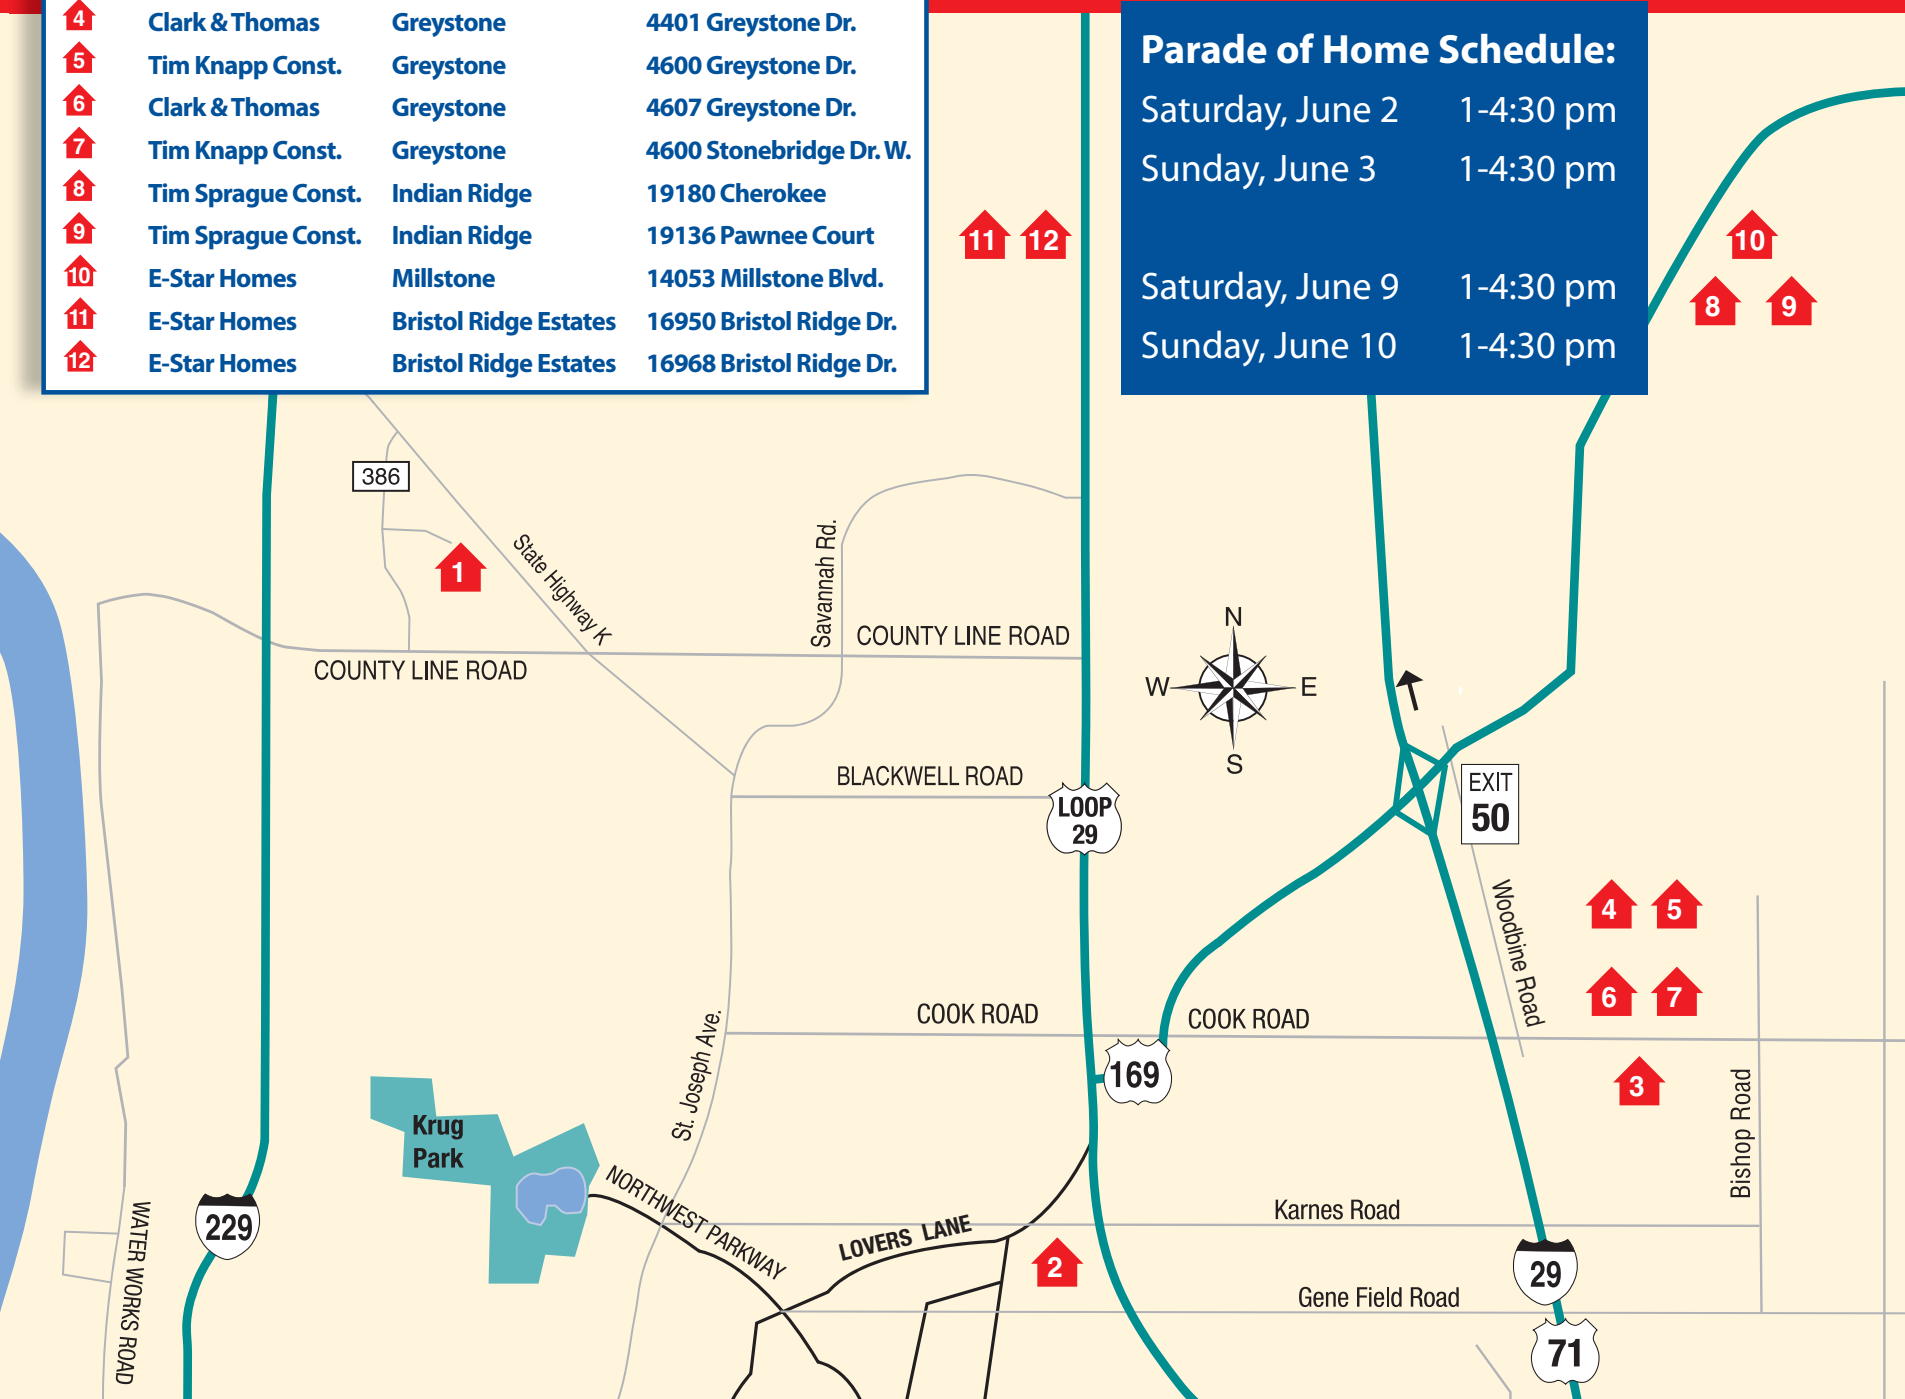 4 Clark & Thomas Greystone 4401 Greystone Dr.
5 Tim Knapp Const. Greystone 4600 Greystone Dr.
6 Clark & Thomas Greystone 4607 Greystone Dr.
7 Tim Knapp Const. Greystone 4600 Stonebridge Dr. W.
8 Tim Sprague Const. Indian Ridge 19180 Cherokee
9 Tim Sprague Const. Indian Ridge 19136 Pawnee Court
10 E-Star Homes Millstone 14053 Millstone Blvd.
11 E-Star Homes Bristol Ridge Estates 16950 Bristol Ridge Dr.
12 E-Star Homes Bristol Ridge Estates 16968 Bristol Ridge Dr.
Parade of Home Schedule:
Saturday, June 2 1-4:30 pm
Sunday, June 3 1-4:30 pm
Saturday, June 9 1-4:30 pm
Sunday, June 10 1-4:30 pm
11 12
10
8 9
386
1
State Highway K
Savannah Rd.
COUNTY LINE ROAD
COUNTY LINE ROAD
N
W E
S
BLACKWELL ROAD
LOOP
29
EXIT
50
Woodbine Road
4 5
6 7
COOK ROAD
COOK ROAD
169
3
St. Joseph Ave.
Bishop Road
Krug
Park
NORTHWEST PARKWAY
LOVERS LANE
Karnes Road
229
WATER WORKS ROAD
2
29
Gene Field Road
71